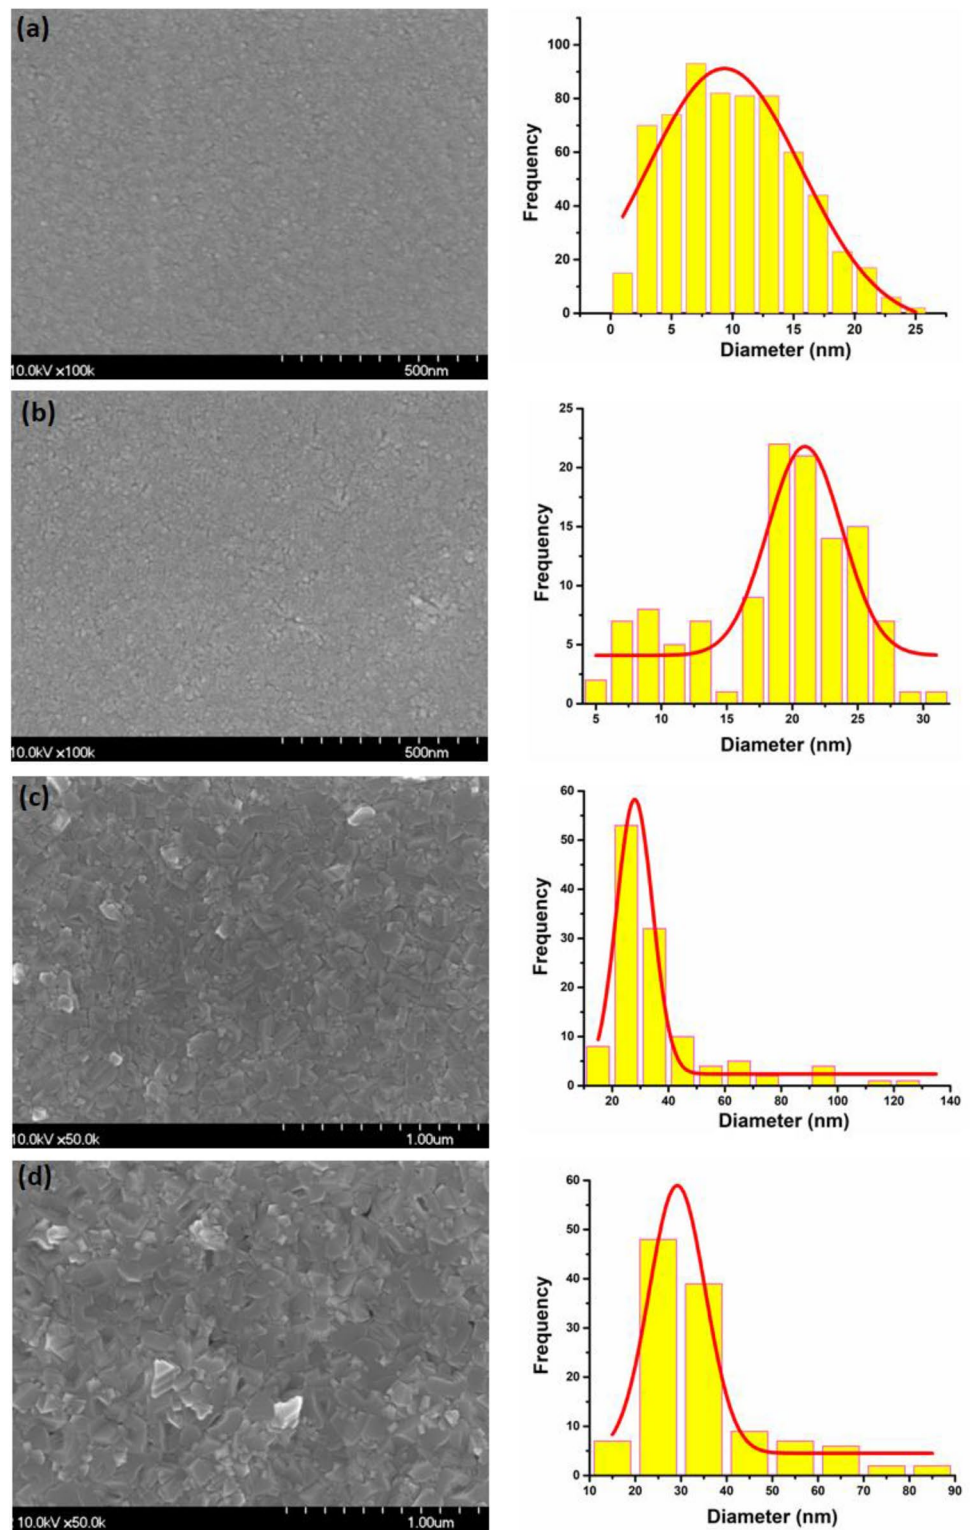 (a)
10.0kV x100k 500nm
Frequency
100
80
60
40
20
0
0 5 10 15 20 25
Diameter (nm)
(b)
10.0kV x100k 500nm
Frequency
25
20
15
10
5
0
5 10 15 20 25 30
Diameter (nm)
(c)
10.0kV x50.0k 1.00um
Frequency
60
50
40
30
20
10
0
20 40 60 80 100 120 140
Diameter (nm)
(d)
10.0kV x50.0k 1.00um
Frequency
60
50
40
30
20
10
0
10 20 30 40 50 60 70 80 90
Diameter (nm)